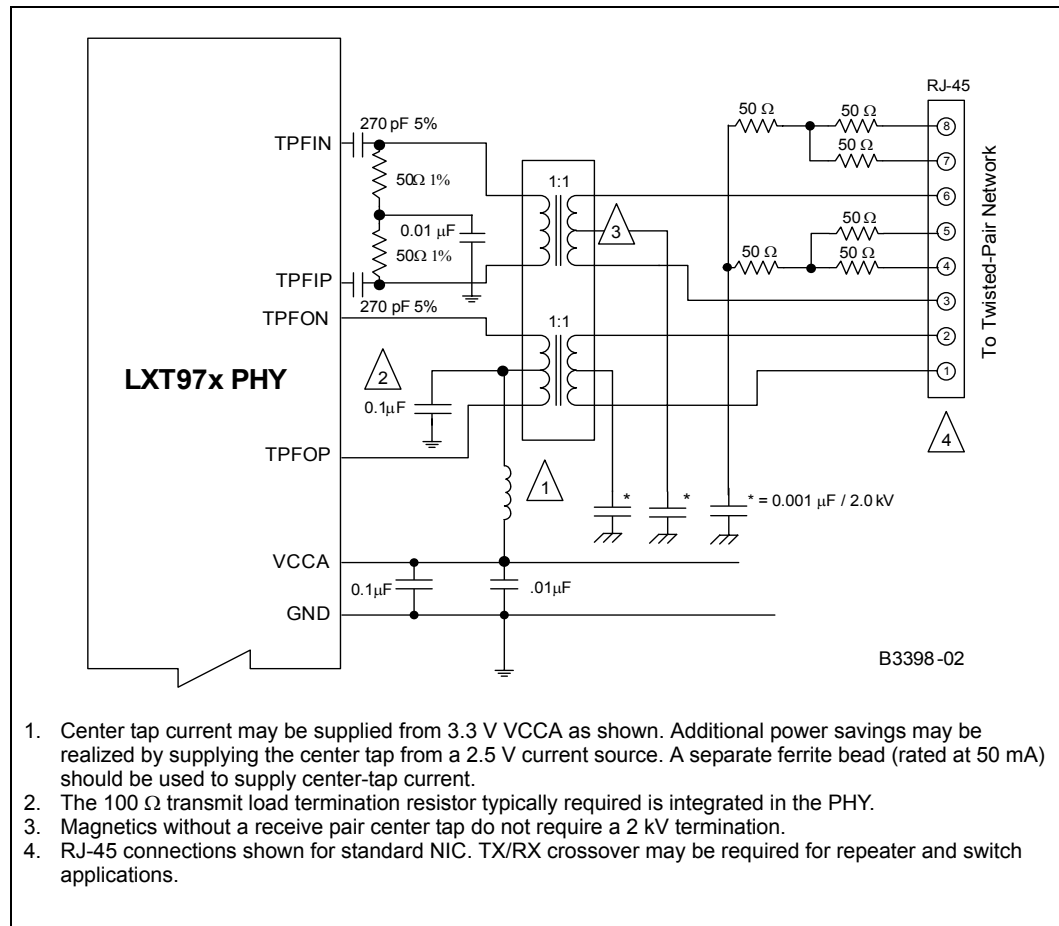 RJ-45
50 Ω
50 Ω
8
270 pF 5%
TPFIN
50 Ω
7
50Ω 1%
1:1
6
3
50 Ω
5
0.01 µF
50 Ω
50 Ω
4
50Ω 1%
TPFIP
270 pF 5%
3
TPFON
1:1
2
To Twisted-Pair Network
LXT97x PHY
2
1
0.1µF
4
TPFOP
1
*
*
* = 0.001 µF / 2.0 kV
VCCA
0.1µF
.01µF
GND
B3398-02
1. Center tap current may be supplied from 3.3 V VCCA as shown. Additional power savings may be
realized by supplying the center tap from a 2.5 V current source. A separate ferrite bead (rated at 50 mA)
should be used to supply center-tap current.
2. The 100 Ω transmit load termination resistor typically required is integrated in the PHY.
3. Magnetics without a receive pair center tap do not require a 2 kV termination.
4. RJ-45 connections shown for standard NIC. TX/RX crossover may be required for repeater and switch
applications.